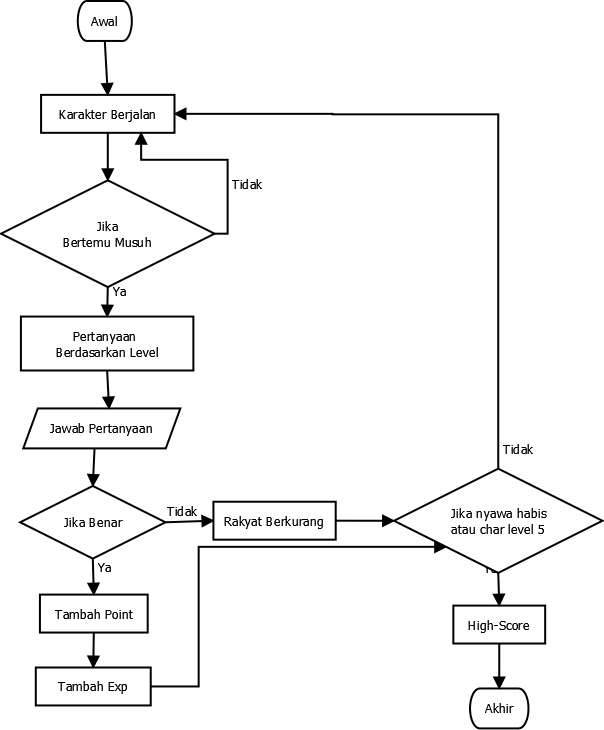 Awal
Karakter Berjalan
Tidak
Jika
Bertemu Musuh
Ya
Pertanyaan
Berdasarkan Level
Jawab Pertanyaan
Tidak
Jika Benar
Tidak
Rakyat Berkurang
Jika nyawa habis
atau char level 5
Ya
Ya
Tambah Point
High-Score
Tambah Exp
Akhir